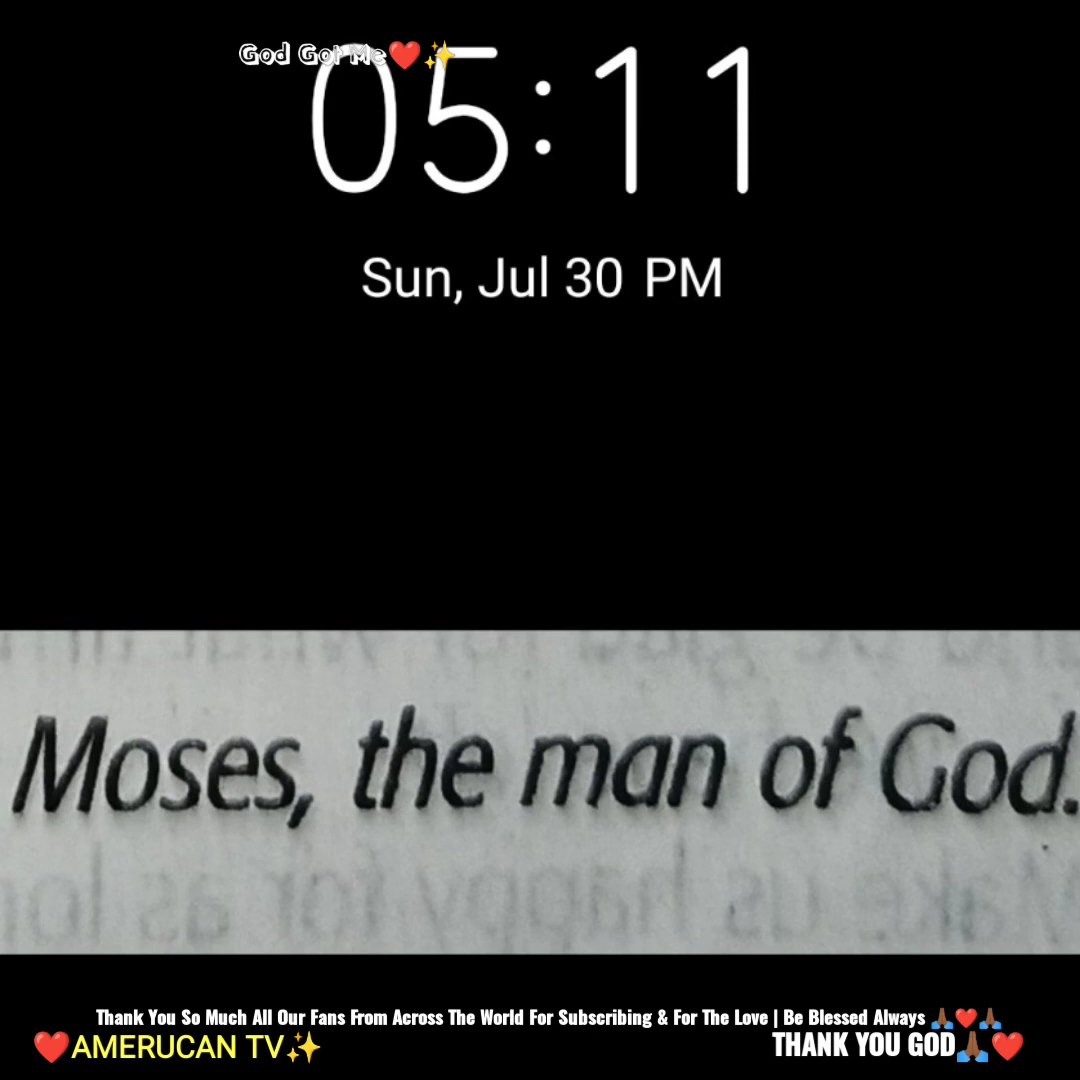 God Got Me❤️✨
05:11
Sun, Jul 30 PM
Moses, the man of God.
Thank You So Much All Our Fans From Across The World For Subscribing & For The Love | Be Blessed Always 🙏🏾❤️🙏🏾
❤️AMERUCAN TV✨
THANK YOU GOD🙏🏾❤️